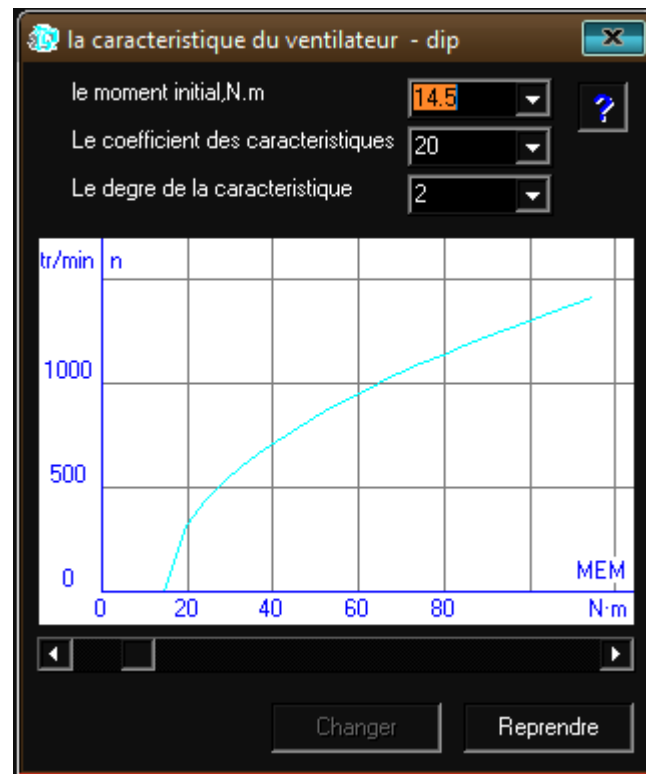 la caracteristique du ventilateur - dip
le moment initial,N.m 14.5
?
Le coefficient des caracteristiques 20
Le degre de la caracteristique 2
tr/min n
1000
500
0 MEM
0 20 40 60 80 N·m
Changer Reprendre